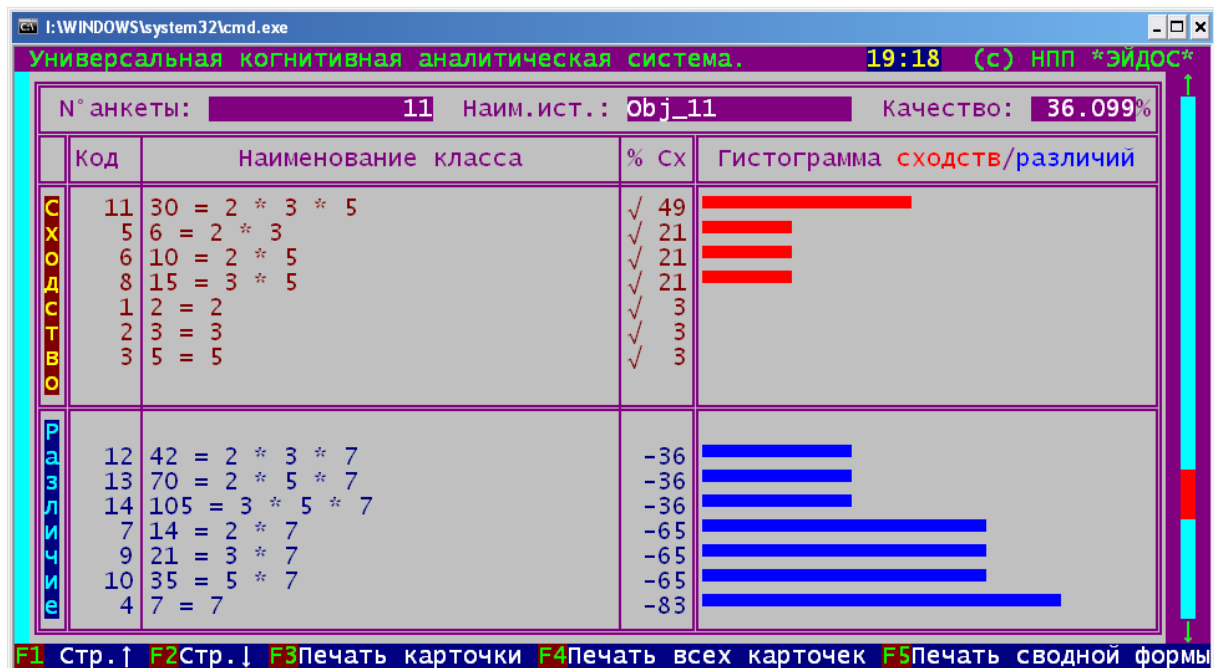 I:\WINDOWS\system32\cmd.exe
Универсальная когнитивная аналитическая система. 19:18 (c) НПП *ЭЙДОС*
N°анкеты: 11 Наим.ист.: Obj_11 Качество: 36.099%
Код Наименование класса % Сх Гистограмма сходств/различий
Сходство
11 30 = 2 * 3 * 5 √ 49
5 6 = 2 * 3 √ 21
6 10 = 2 * 5 √ 21
8 15 = 3 * 5 √ 21
1 2 = 2 √ 3
2 3 = 3 √ 3
3 5 = 5 √ 3
Различие
12 42 = 2 * 3 * 7 -36
13 70 = 2 * 5 * 7 -36
14 105 = 3 * 5 * 7 -36
7 14 = 2 * 7 -65
9 21 = 3 * 7 -65
10 35 = 5 * 7 -65
4 7 = 7 -83
F1 Стр.↑ F2Стр.↓ F3Печать карточки F4Печать всех карточек F5Печать сводной формы